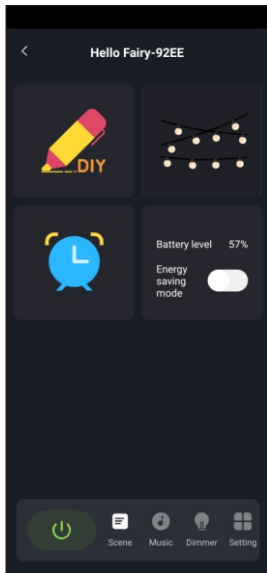 Hello Fairy-92EE
DIY
Battery level 57%
Energy
saving
mode
Scene Music Dimmer Setting